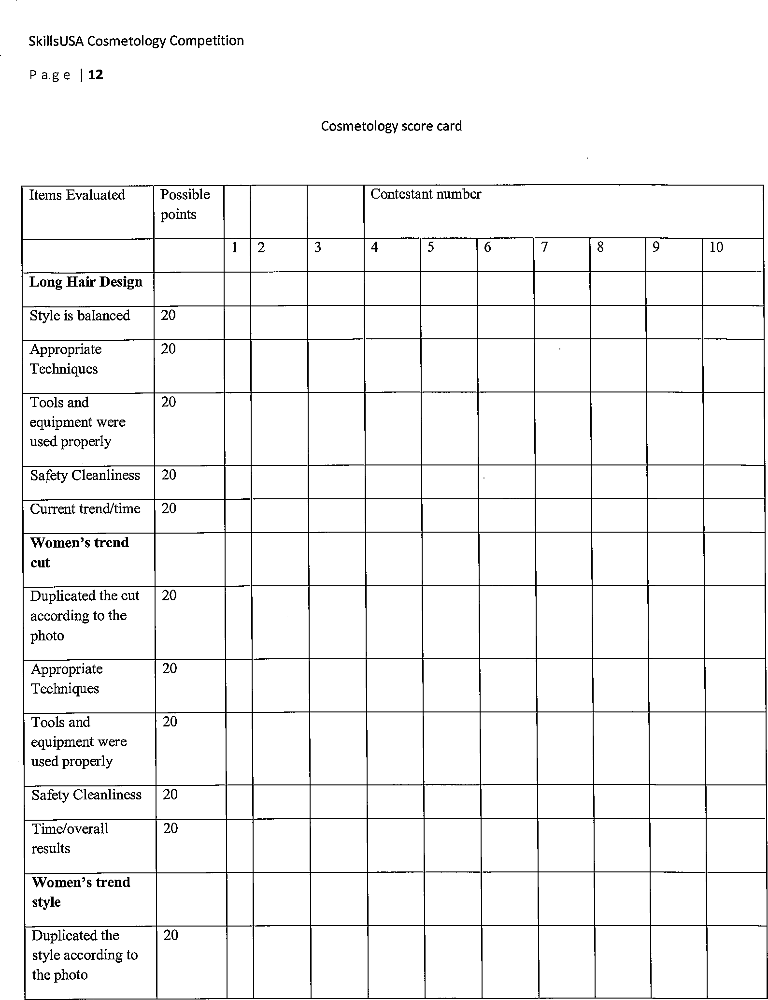 SkillsUSA Cosmetology Competition
Page | 12
Cosmetology score card
Items Evaluated Possible Contestant number
points
1 2 3 4 5 6 7 8 9 10
Long Hair Design
Style is balanced 20
Appropriate 20
Techniques
Tools and 20
equipment were
used properly
Safety Cleanliness 20
Current trend/time 20
Women's trend
cut
Duplicated the cut 20
according to the
photo
Appropriate 20
Techniques
Tools and 20
equipment were
used properly
Safety Cleanliness 20
Time/overall 20
results
Women's trend
style
Duplicated the 20
style according to
the photo